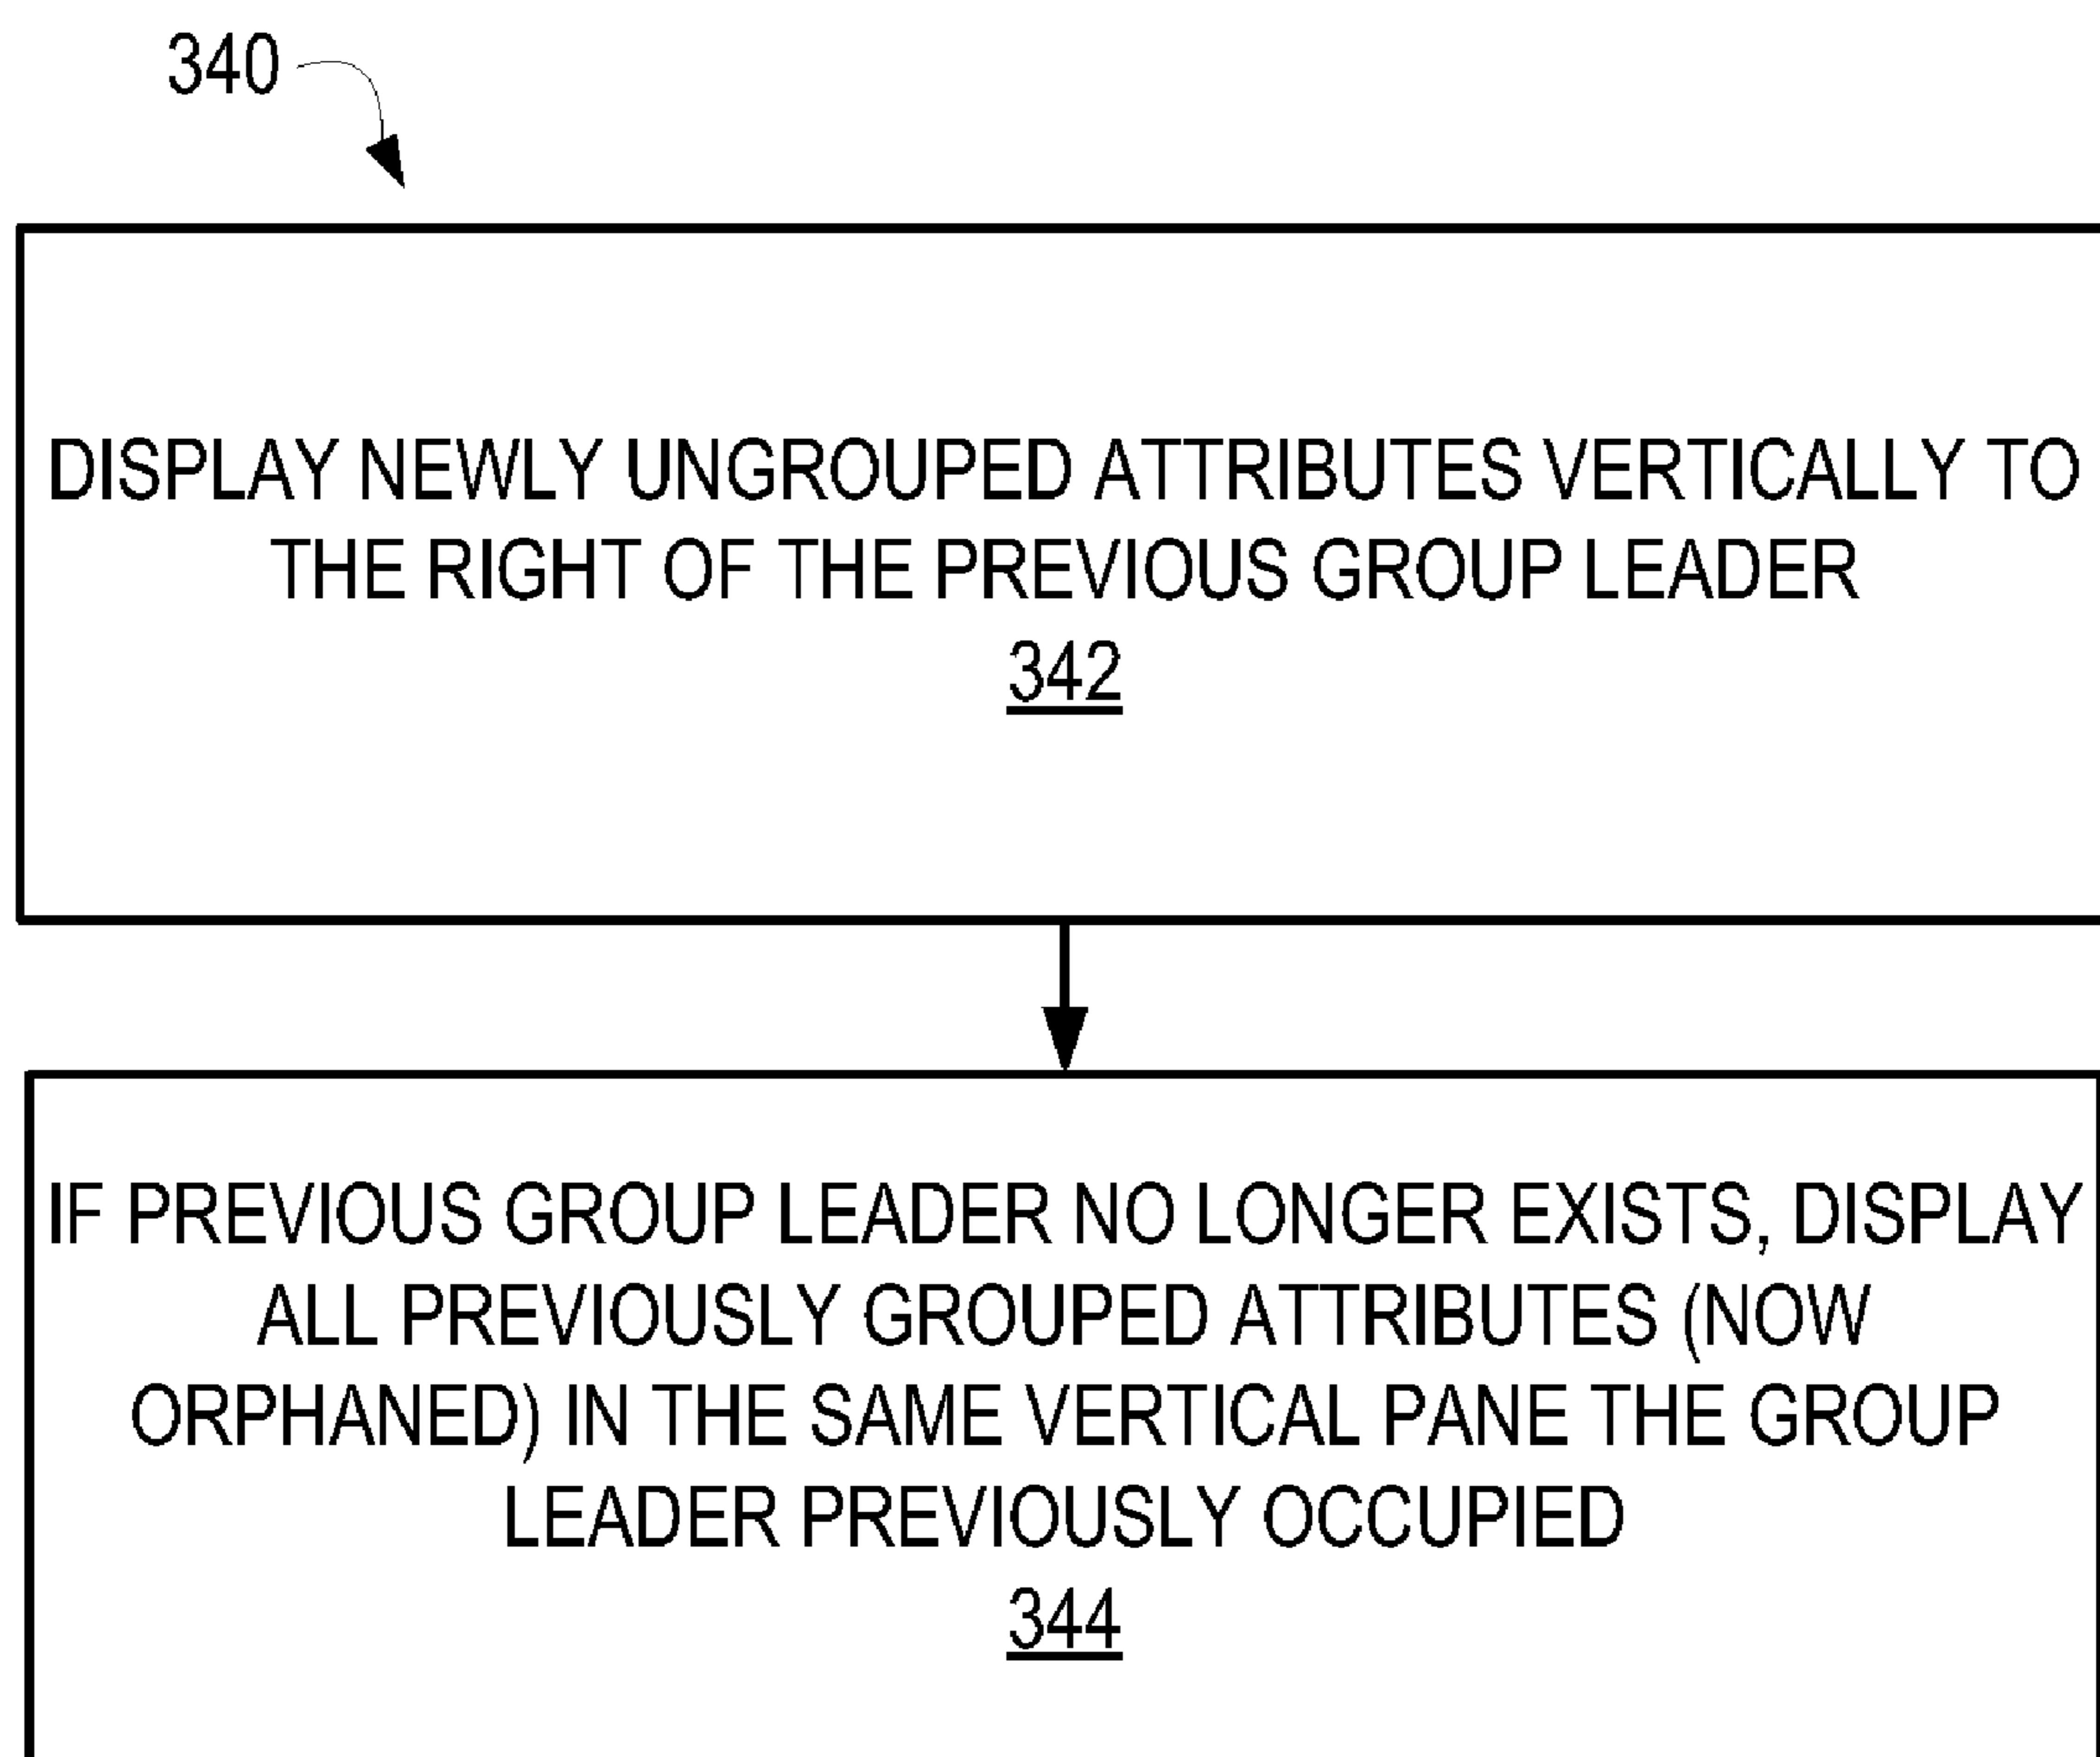 340
DISPLAY NEWLY UNGROUPED ATTRIBUTES VERTICALLY TO
THE RIGHT OF THE PREVIOUS GROUP LEADER
342
IF PREVIOUS GROUP LEADER NO LONGER EXISTS, DISPLAY
ALL PREVIOUSLY GROUPED ATTRIBUTES (NOW
ORPHANED) IN THE SAME VERTICAL PANE THE GROUP
LEADER PREVIOUSLY OCCUPIED
344